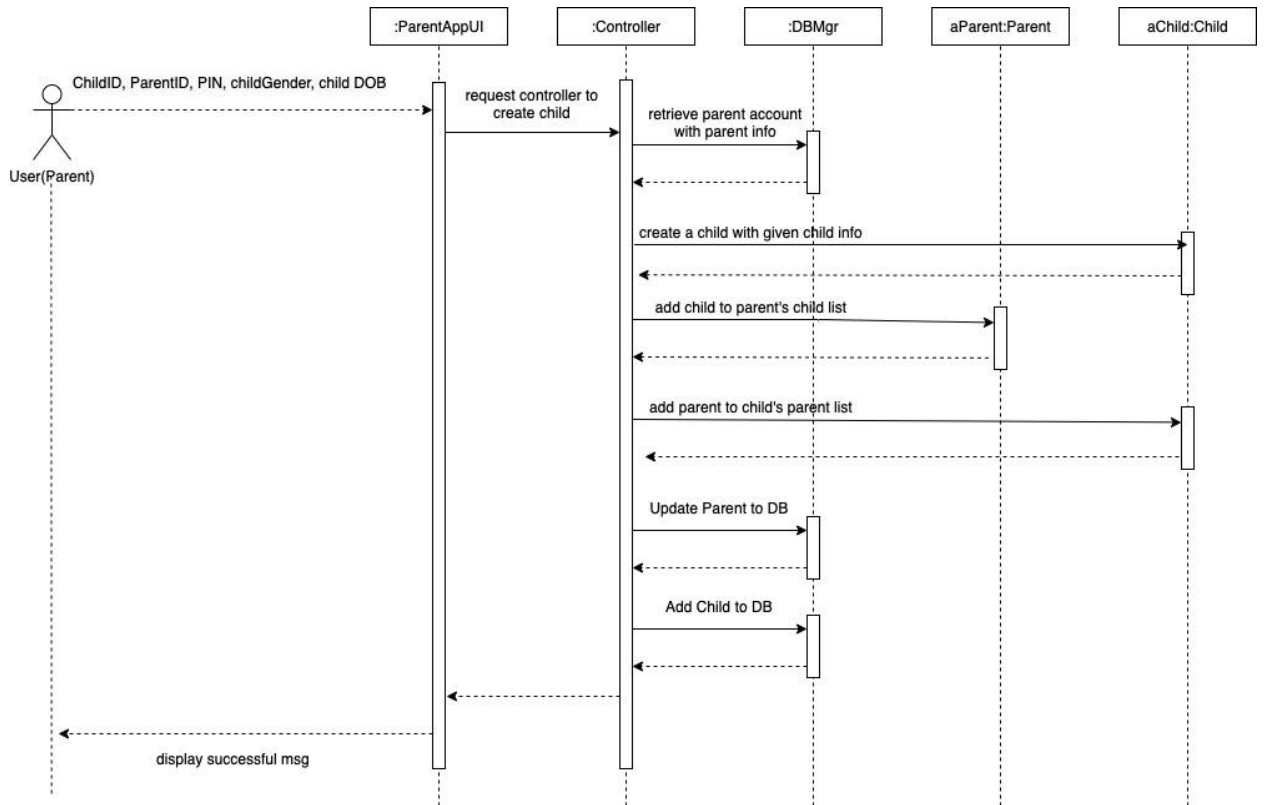 :ParentAppUI
:Controller
:DBMgr
aParent:Parent
aChild:Child
ChildID, ParentID, PIN, childGender, child DOB
User(Parent)
request controller to
create child
retrieve parent account
with parent info
create a child with given child info
add child to parent's child list
add parent to child's parent list
Update Parent to DB
Add Child to DB
display successful msg